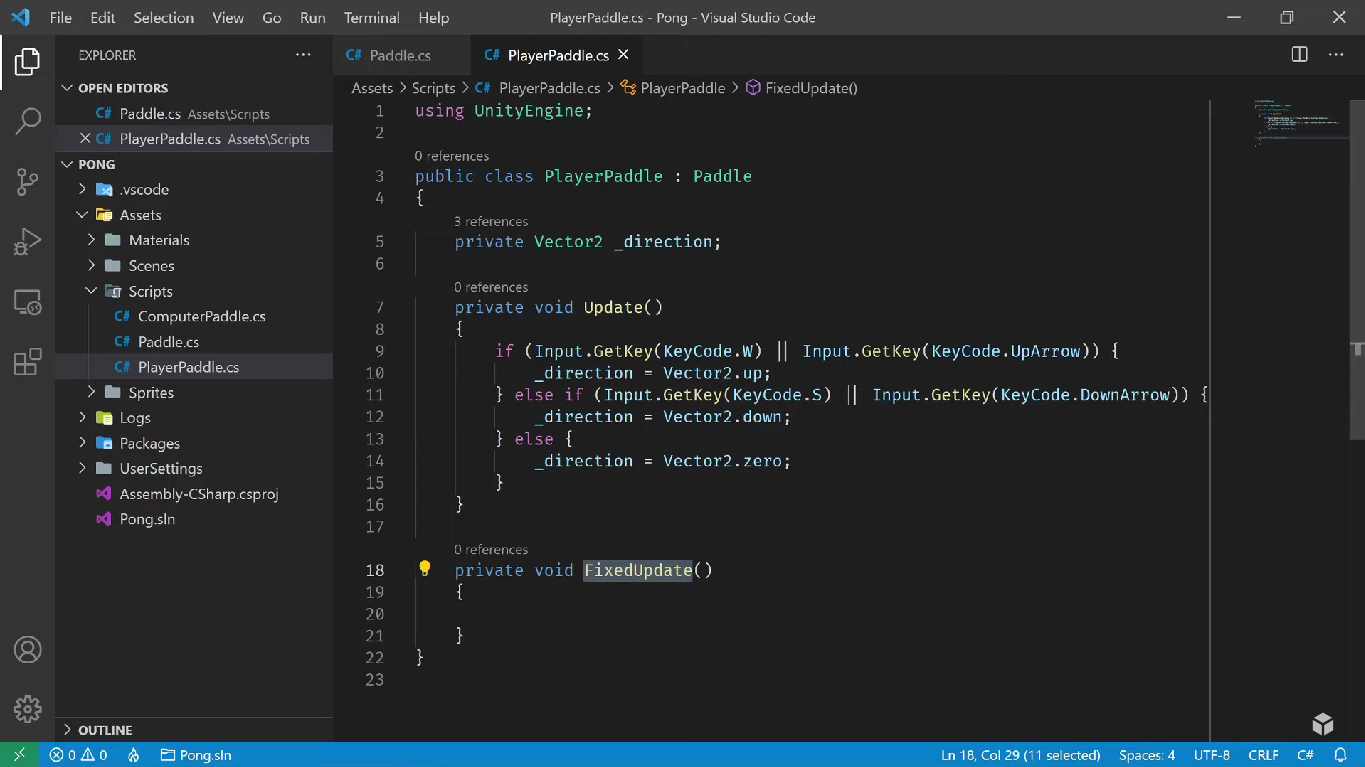 File Edit Selection View Go Run Terminal Help PlayerPaddle.cs - Pong - Visual Studio Code
EXPLORER
OPEN EDITORS
C# Paddle.cs Assets\Scripts
C# PlayerPaddle.cs Assets\Scripts
PONG
.vscode
Assets
Materials
Scenes
Scripts
C# ComputerPaddle.cs
C# Paddle.cs
C# PlayerPaddle.cs
Sprites
Logs
Packages
UserSettings
Assembly-CSharp.csproj
Pong.sln
OUTLINE
C# Paddle.cs C# PlayerPaddle.cs
Assets > Scripts > C# PlayerPaddle.cs > PlayerPaddle > FixedUpdate()
1 using UnityEngine;
2
0 references
3 public class PlayerPaddle : Paddle
4 {
3 references
5 private Vector2 _direction;
6
0 references
7 private void Update()
8 {
9 if (Input.GetKey(KeyCode.W) || Input.GetKey(KeyCode.UpArrow)) {
10 _direction = Vector2.up;
11 } else if (Input.GetKey(KeyCode.S) || Input.GetKey(KeyCode.DownArrow)) {
12 _direction = Vector2.down;
13 } else {
14 _direction = Vector2.zero;
15 }
16 }
17
0 references
18 private void FixedUpdate()
19 {
20
21 }
22 }
23
0 0 Pong.sln Ln 18, Col 29 (11 selected) Spaces: 4 UTF-8 CRLF C#